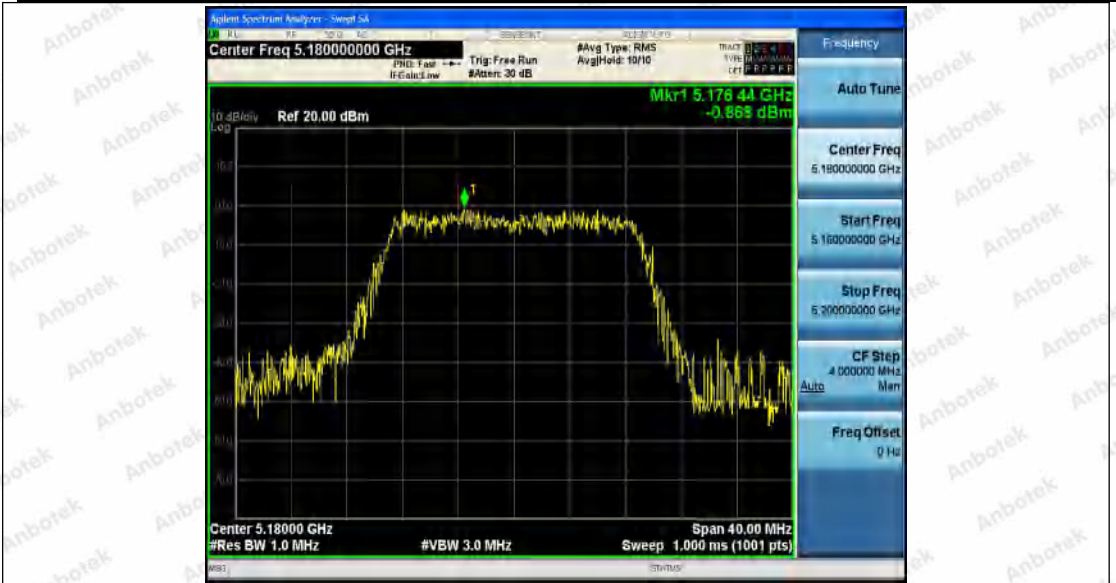 Agilent Spectrum Analyzer - Swept SA
Center Freq 5.180000000 GHz
PNO: Fast
IFGain:Low
Trig: Free Run
#Atten: 30 dB
#Avg Type: RMS
Avg|Hold: 10/10
TRACE
TYPE
DET P P P P P P
Mkr1 5.176 44 GHz
-0.868 dBm
10 dB/div
Log
Ref 20.00 dBm
1
Center 5.18000 GHz
#Res BW 1.0 MHz
#VBW 3.0 MHz
Span 40.00 MHz
Sweep 1.000 ms (1001 pts)
MSG
STATUS
Frequency
Auto Tune
Center Freq
5.180000000 GHz
Start Freq
5.160000000 GHz
Stop Freq
5.200000000 GHz
CF Step
4.000000 MHz
Auto Man
Freq Offset
0 Hz
Anbotek